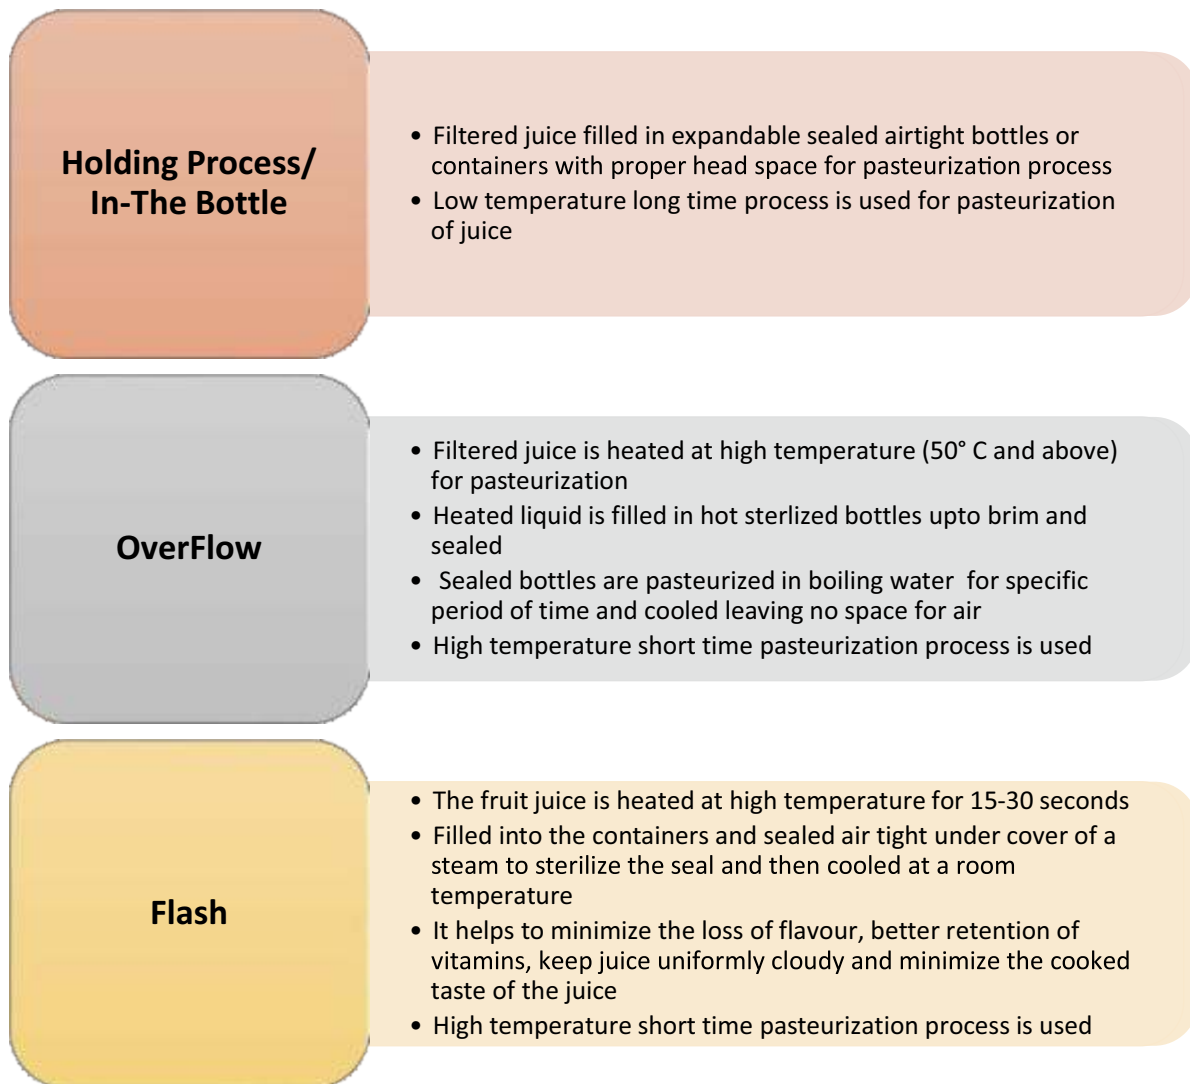 Holding Process/
In-The Bottle
• Filtered juice filled in expandable sealed airtight bottles or
containers with proper head space for pasteurization process
• Low temperature long time process is used for pasteurization
of juice
OverFlow
• Filtered juice is heated at high temperature (50° C and above)
for pasteurization
• Heated liquid is filled in hot sterlized bottles upto brim and
sealed
• Sealed bottles are pasteurized in boiling water for specific
period of time and cooled leaving no space for air
• High temperature short time pasteurization process is used
Flash
• The fruit juice is heated at high temperature for 15-30 seconds
• Filled into the containers and sealed air tight under cover of a
steam to sterilize the seal and then cooled at a room
temperature
• It helps to minimize the loss of flavour, better retention of
vitamins, keep juice uniformly cloudy and minimize the cooked
taste of the juice
• High temperature short time pasteurization process is used